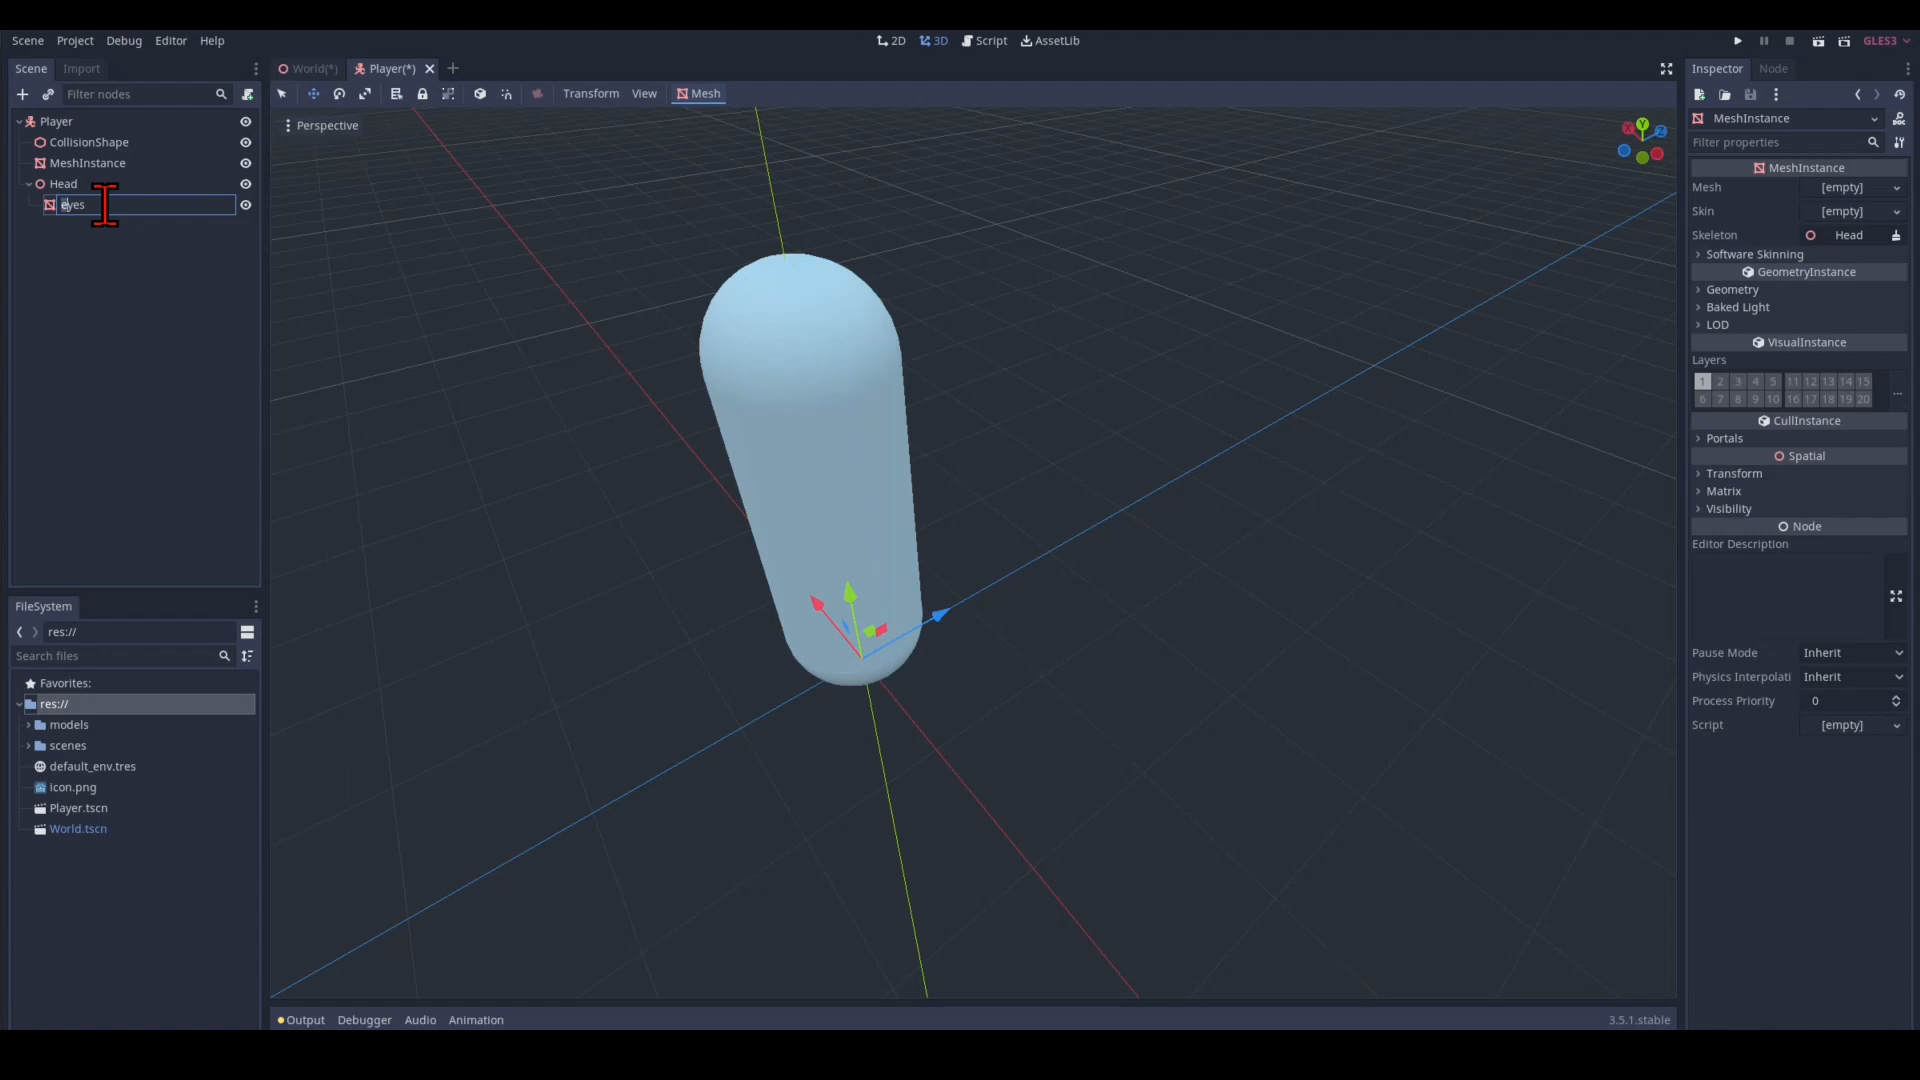 Scene Project Debug Editor Help
2D 3D Script AssetLib
GLES3
Scene Import
World(*) Player(*)
Inspector Node
Filter nodes
Transform View Mesh
Player
CollisionShape
MeshInstance
Head
eyes
Perspective
X Y Z
MeshInstance
Filter properties
MeshInstance
Mesh [empty]
Skin [empty]
Skeleton Head
Software Skinning
GeometryInstance
Geometry
Baked Light
LOD
VisualInstance
Layers
1 2 3 4 5 11 12 13 14 15
6 7 8 9 10 16 17 18 19 20
...
CullInstance
Portals
Spatial
Transform
Matrix
Visibility
Node
Editor Description
Pause Mode Inherit
Physics Interpolati Inherit
Process Priority 0
Script [empty]
FileSystem
res://
Search files
Favorites:
res://
models
scenes
default_env.tres
icon.png
Player.tscn
World.tscn
Output Debugger Audio Animation
3.5.1.stable